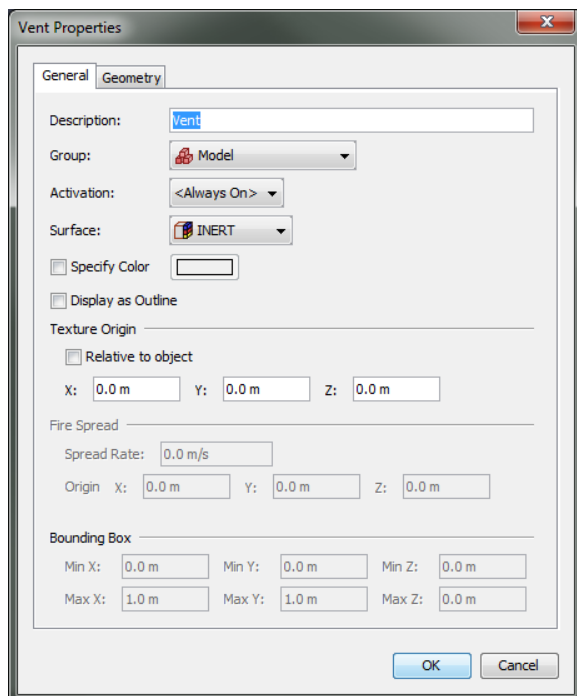 Vent Properties
General Geometry
Description: Vent
Group: Model
Activation: <Always On>
Surface: INERT
Specify Color
Display as Outline
Texture Origin
Relative to object
X: 0.0 m Y: 0.0 m Z: 0.0 m
Fire Spread
Spread Rate: 0.0 m/s
Origin X: 0.0 m Y: 0.0 m Z: 0.0 m
Bounding Box
Min X: 0.0 m Min Y: 0.0 m Min Z: 0.0 m
Max X: 1.0 m Max Y: 1.0 m Max Z: 0.0 m
OK Cancel